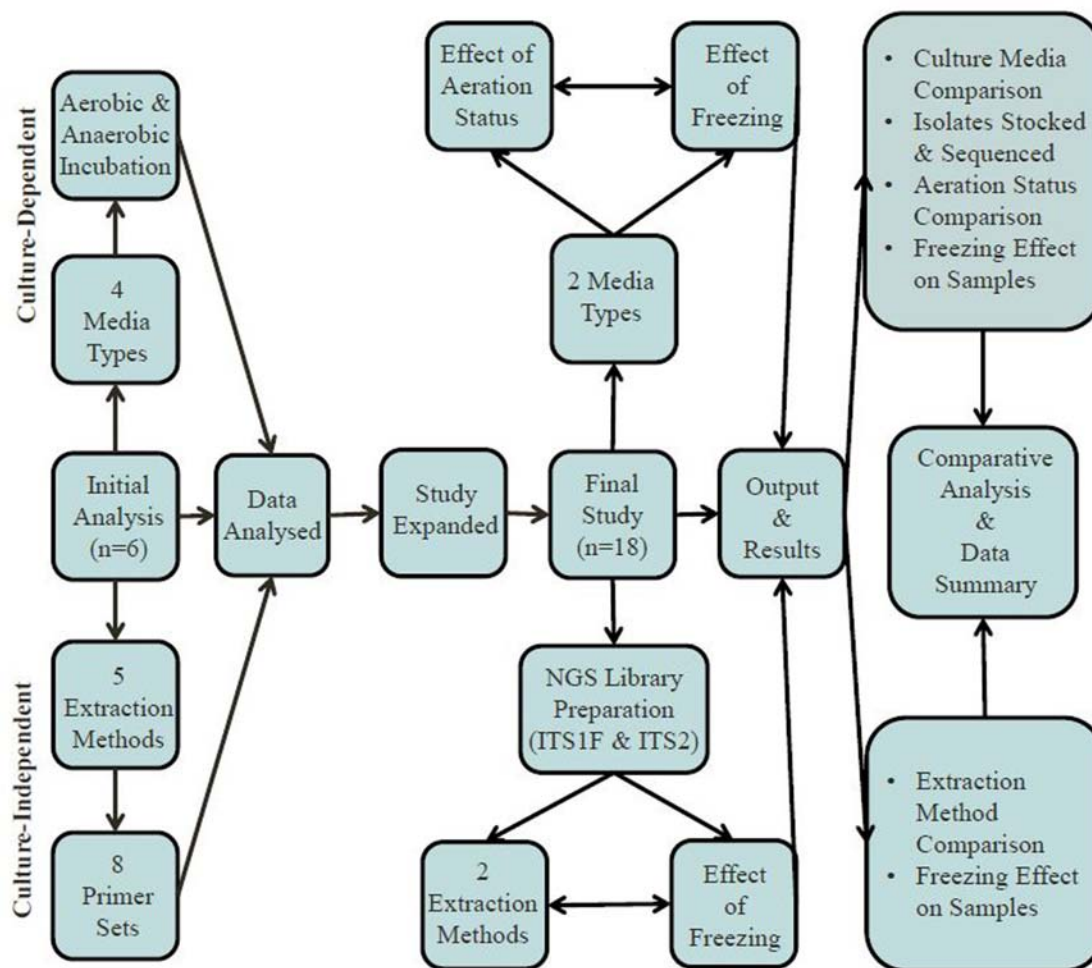 Culture-Dependent
Culture-Independent
Aerobic &
Anaerobic
Incubation
4
Media
Types
Initial
Analysis
(n=6)
5
Extraction
Methods
8
Primer
Sets
Data
Analysed
Study
Expanded
Effect of
Aeration
Status
Effect
of
Freezing
2 Media
Types
Final
Study
(n=18)
NGS Library
Preparation
(ITS1F & ITS2)
2
Extraction
Methods
Effect
of
Freezing
Output
&
Results
• Culture Media
Comparison
• Isolates Stocked
& Sequenced
• Aeration Status
Comparison
• Freezing Effect
on Samples
Comparative
Analysis
&
Data
Summary
• Extraction
Method
Comparison
• Freezing Effect
on Samples